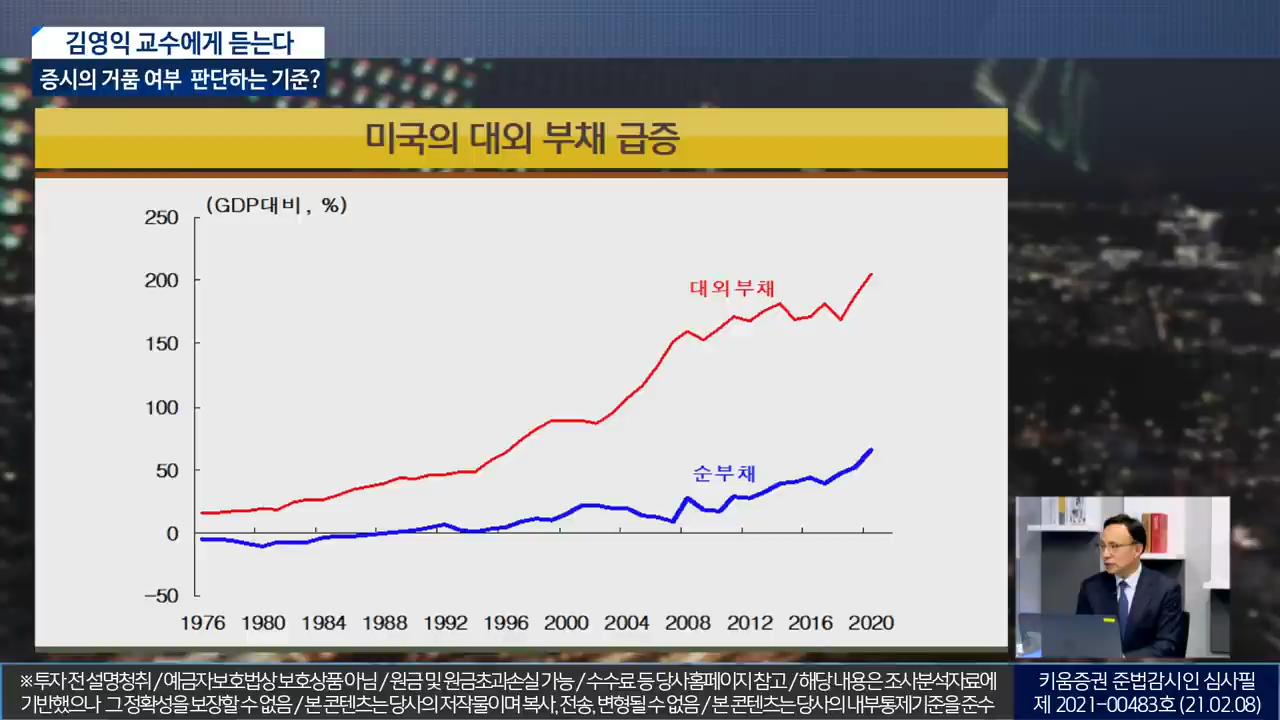 김영익 교수에게 듣는다
증시의 거품 여부 판단하는 기준?
미국의 대외 부채 급증
(GDP대비, %)
250
200
150
100
50
0
-50
대외부채
순부채
1976 1980 1984 1988 1992 1996 2000 2004 2008 2012 2016 2020
※ 투자 전 설명청취 / 예금자보호법상 보호상품 아님 / 원금 및 원금초과손실 가능 / 수수료 등 당사홈페이지 참고 / 해당 내용은 조사분석자료에
기반했으나 그 정확성을 보장할 수 없음 / 본 콘텐츠는 당사의 저작물이며 복사, 전송, 변형될 수 없음 / 본 콘텐츠는 당사의 내부통제기준을 준수
키움증권 준법감시인 심사필
제 2021-00483호 (21.02.08)